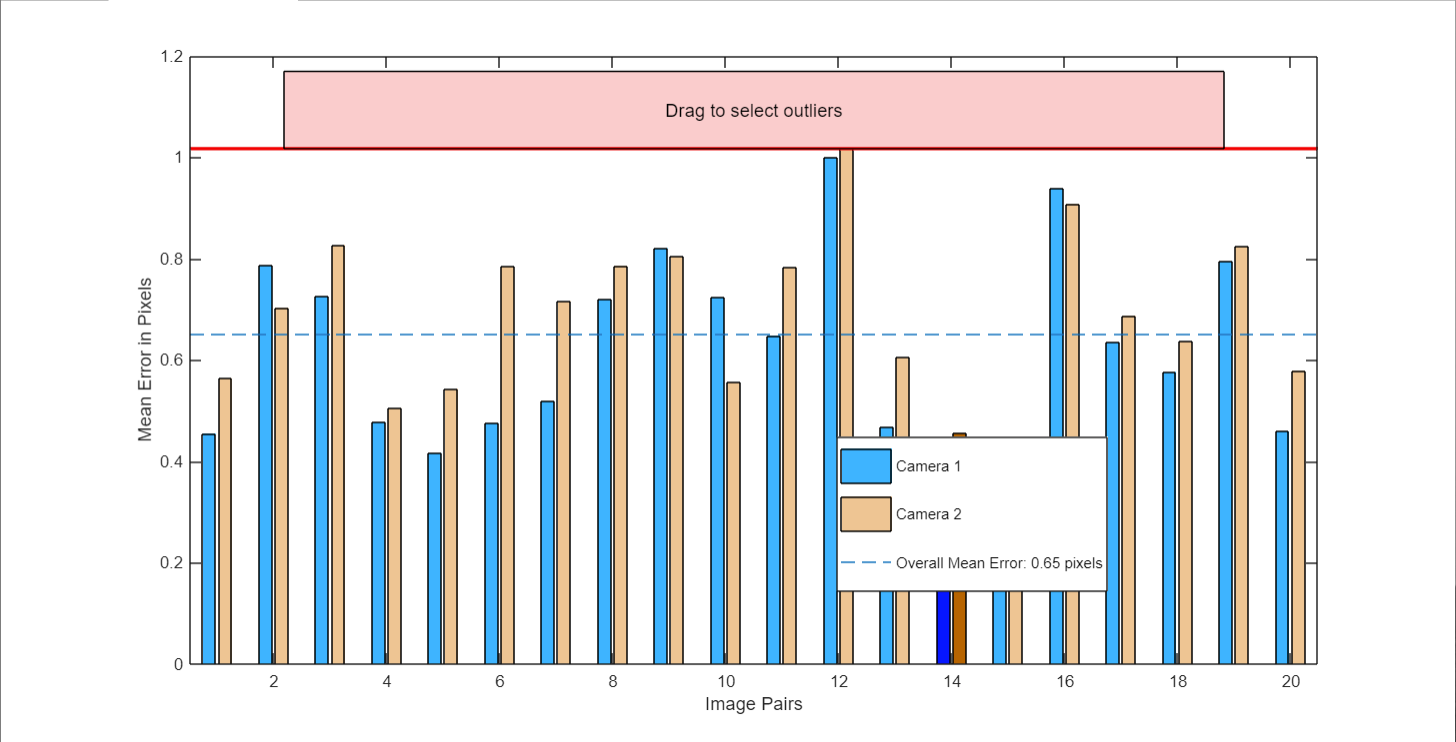 1.2
Drag to select outliers
1
0.8
0.6
0.4
0.2
0
Mean Error in Pixels
Camera 1
Camera 2
Overall Mean Error: 0.65 pixels
2 4 6 8 10 12 14 16 18 20
Image Pairs